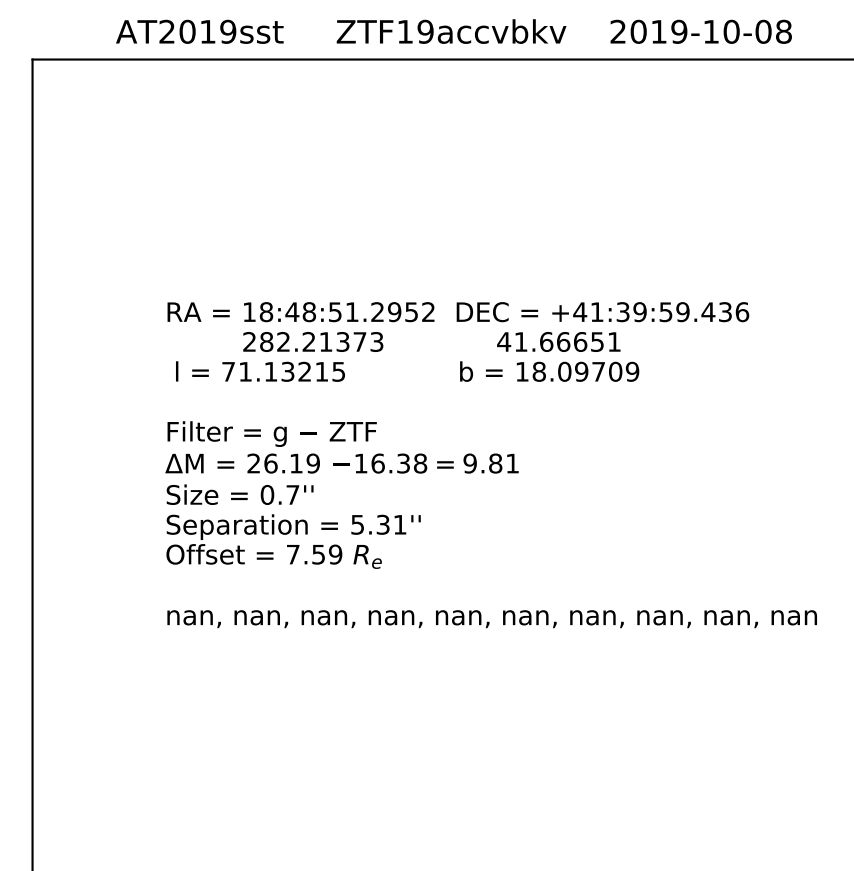 AT2019sst ZTF19accvbkv 2019-10-08
RA = 18:48:51.2952 DEC = +41:39:59.436
282.21373 41.66651
l = 71.13215 b = 18.09709
Filter = g − ZTF
ΔM = 26.19 −16.38 = 9.81
Size = 0.7''
Separation = 5.31''
Offset = 7.59 Re
nan, nan, nan, nan, nan, nan, nan, nan, nan, nan